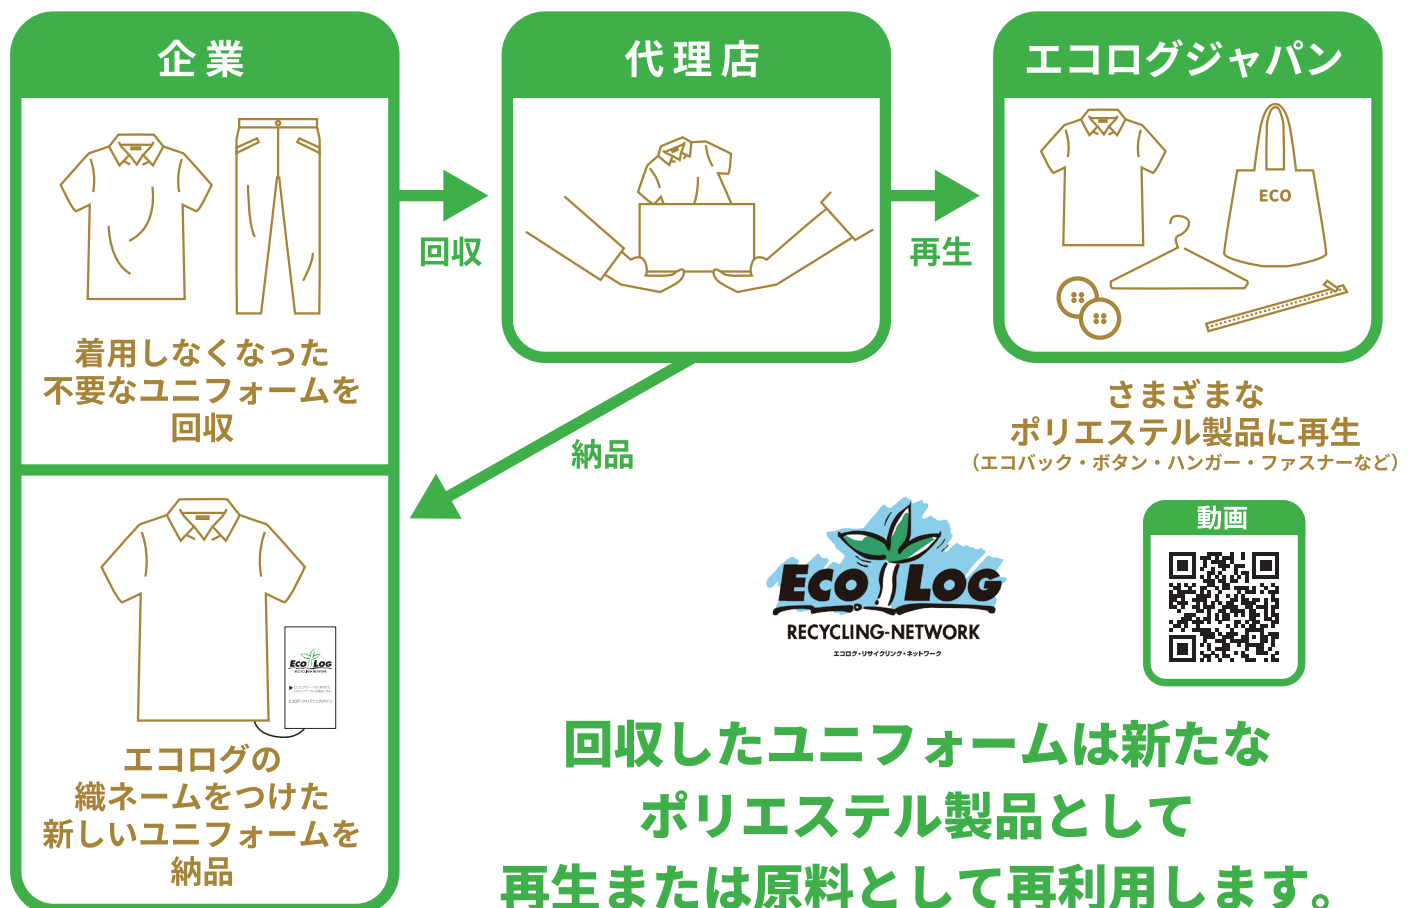 企業
代理店
エコログジャパン
ECO
回収
再生
着用しなくなった
不要なユニフォームを
回収
さまざまな
ポリエステル製品に再生
（エコバック・ボタン・ハンガー・ファスナーなど）
納品
動画
ECO LOG
RECYCLING-NETWORK
エコログ・リサイクリング・ネットワーク
ECO LOG
RECYCLING-NETWORK
エコログの
織ネームをつけた
新しいユニフォームを
納品
回収したユニフォームは新たな
ポリエステル製品として
再生または原料として再利用します。